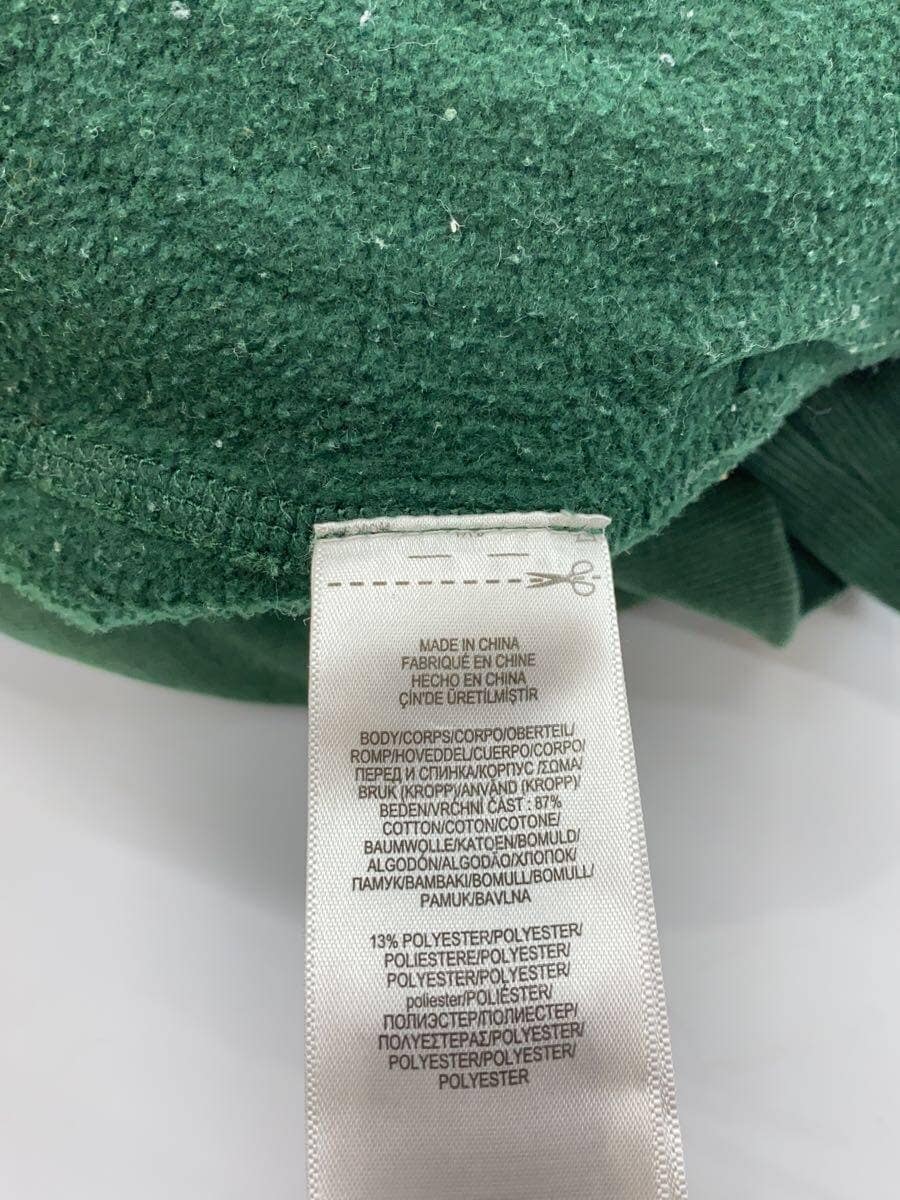 MADE IN CHINA
FABRIQUÉ EN CHINE
HECHO EN CHINA
ÇİN'DE ÜRETİLMİŞTİR
BODY/CORPS/CORPO/OBERTEIL/
ROMP/HOVEDDEL/CUERPO/CORPO/
ПЕРЕД И СПИНКА/КОРПУС /ΣΩΜΑ/
BRUK (KROPP)/ANVÄND (KROPP)/
BEDEN/VRCHNÍ ČÁST : 87%
COTTON/COTON/COTONE/
BAUMWOLLE/KATOEN/BOMULD/
ALGODÓN/ALGODÃO/ХЛОПОК/
ПАМУК/ΒΑΜΒΑΚΙ/BOMULL/BOMULL/
PAMUK/BAVLNA
13% POLYESTER/POLYESTER/
POLIESTERE/POLYESTER/
POLYESTER/POLYESTER/
poliester/POLIÉSTER/
ПОЛИЭСТЕР/ПОЛИЕСТЕР/
ΠΟΛΥΕΣΤΕΡΑΣ/POLYESTER/
POLYESTER/POLYESTER/
POLYESTER